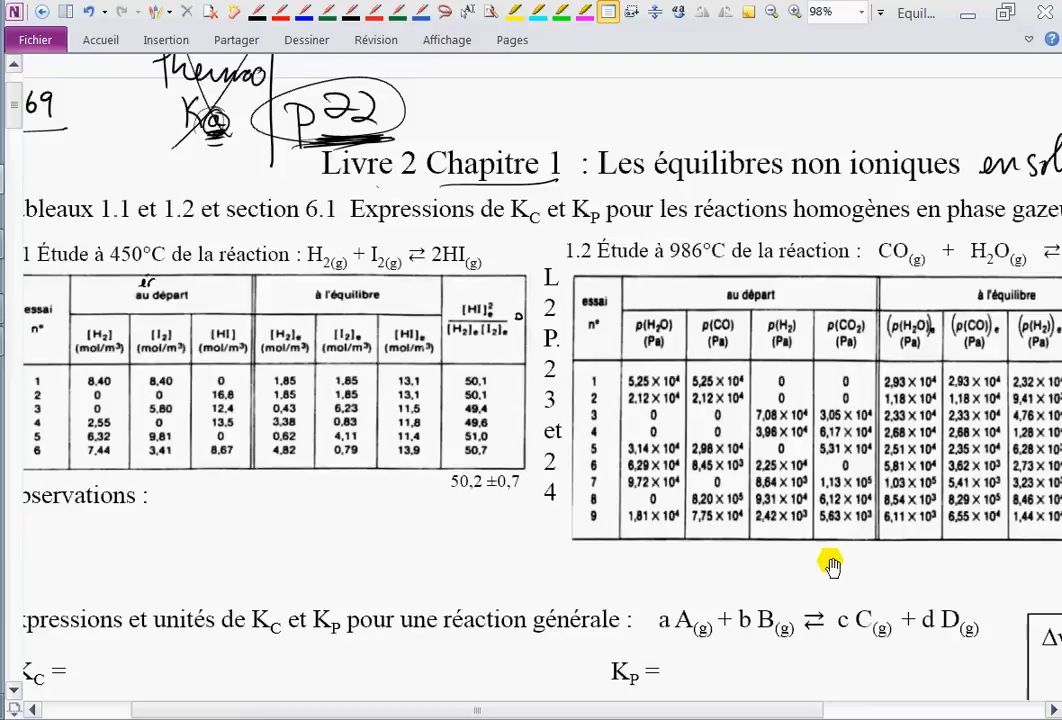 98%
Equil...
Fichier Accueil Insertion Partager Dessiner Révision Affichage Pages
thermo
69
Ka
p 22
Livre 2 Chapitre 1 : Les équilibres non ioniques en sol
bleaux 1.1 et 1.2 et section 6.1 Expressions de KC et KP pour les réactions homogènes en phase gazeu
1 Étude à 450°C de la réaction : H2(g) + I2(g) ⇄ 2HI(g)
essai n° au départ à l'équilibre [HI]²e / [H2]e [I2]e
[H2] (mol/m³) [I2] (mol/m³) [HI] (mol/m³) [H2]e (mol/m³) [I2]e (mol/m³) [HI]e (mol/m³)
1 8,40 8,40 0 1,85 1,85 13,1 50,1
2 0 0 16,8 1,85 1,85 13,1 50,1
3 0 5,80 12,4 0,43 6,23 11,5 49,4
4 2,55 0 13,5 3,38 0,83 11,8 49,6
5 6,32 9,81 0 0,62 4,11 11,4 51,0
6 7,44 3,41 8,67 4,82 0,79 13,9 50,7
50,2 ±0,7
L
2
P.
2
3
et
2
4
1.2 Étude à 986°C de la réaction : CO(g) + H2O(g) ⇄
essai n° au départ à l'équilibre
p(H2O) (Pa) p(CO) (Pa) p(H2) (Pa) p(CO2) (Pa) (p(H2O))e (Pa) (p(CO))e (Pa) (p(H2))e (Pa)
1 5,25 X 10⁴ 5,25 X 10⁴ 0 0 2,93 X 10⁴ 2,93 X 10⁴ 2,32 X 10
2 2,12 X 10⁴ 2,12 X 10⁴ 0 0 1,18 X 10⁴ 1,18 X 10⁴ 9,41 X 10
3 0 0 7,08 X 10⁴ 3,05 X 10⁴ 2,33 X 10⁴ 2,33 X 10⁴ 4,76 X 10
4 0 0 3,96 X 10⁴ 6,17 X 10⁴ 2,68 X 10⁴ 2,68 X 10⁴ 1,28 X 10
5 3,14 X 10⁴ 2,98 X 10⁴ 0 5,31 X 10⁴ 2,51 X 10⁴ 2,35 X 10⁴ 6,28 X 10
6 6,29 X 10⁴ 8,45 X 10³ 2,25 X 10⁴ 0 5,81 X 10⁴ 3,62 X 10³ 2,73 X 10
7 9,72 X 10⁴ 0 8,64 X 10³ 1,13 X 10⁵ 1,03 X 10⁵ 5,41 X 10³ 3,23 X 10
8 0 8,20 X 10⁵ 9,31 X 10⁴ 6,12 X 10⁴ 8,54 X 10³ 8,29 X 10⁵ 8,46 X 10
9 1,81 X 10⁴ 7,75 X 10⁴ 2,42 X 10³ 5,63 X 10³ 6,11 X 10³ 6,55 X 10⁴ 1,44 X 10
bservations :
xpressions et unités de KC et KP pour une réaction générale : a A(g) + b B(g) ⇄ c C(g) + d D(g)
KC =
KP =